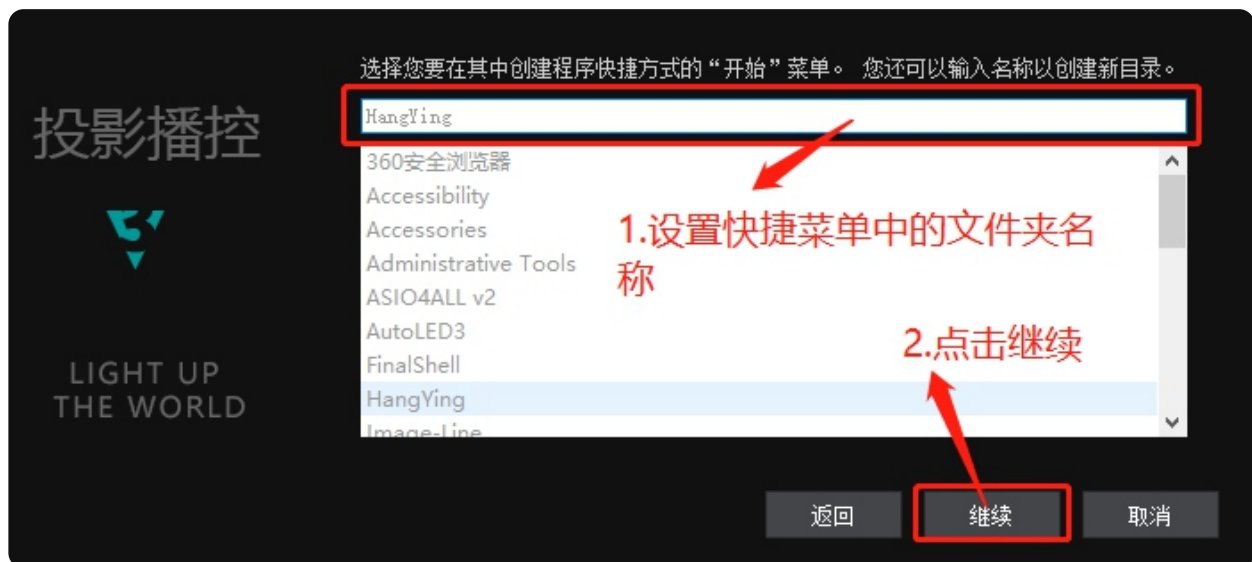 选择您要在其中创建程序快捷方式的“开始”菜单。 您还可以输入名称以创建新目录。
投影播控
HangYing
360安全浏览器
Accessibility
Accessories
Administrative Tools
ASIO4ALL v2
AutoLED3
FinalShell
HangYing
Image-Line
1.设置快捷菜单中的文件夹名
称
2.点击继续
LIGHT UP
THE WORLD
返回
继续
取消